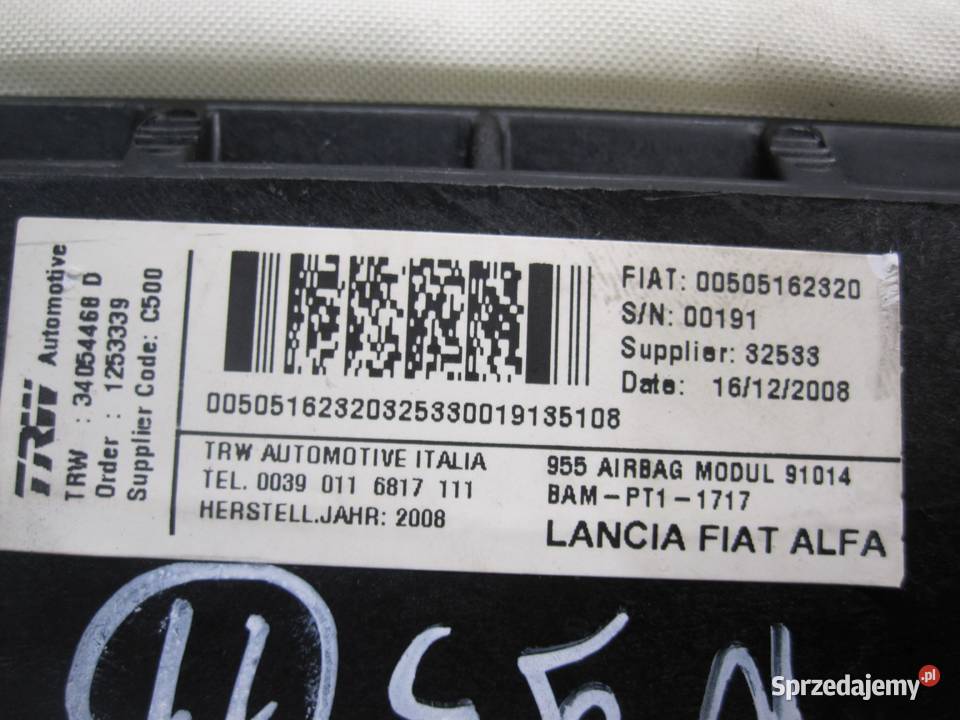 TRW Automotive
TRW : 34054468 D
Order : 1253339
Supplier Code: C500
FIAT: 00505162320
S/N: 00191
Supplier: 32533
Date: 16/12/2008
00505162320325330019135108
TRW AUTOMOTIVE ITALIA
TEL. 0039 011 6817 111
HERSTELL.JAHR: 2008
955 AIRBAG MODUL 91014
BAM-PT1-1717
LANCIA FIAT ALFA
Sprzedajemy.pl